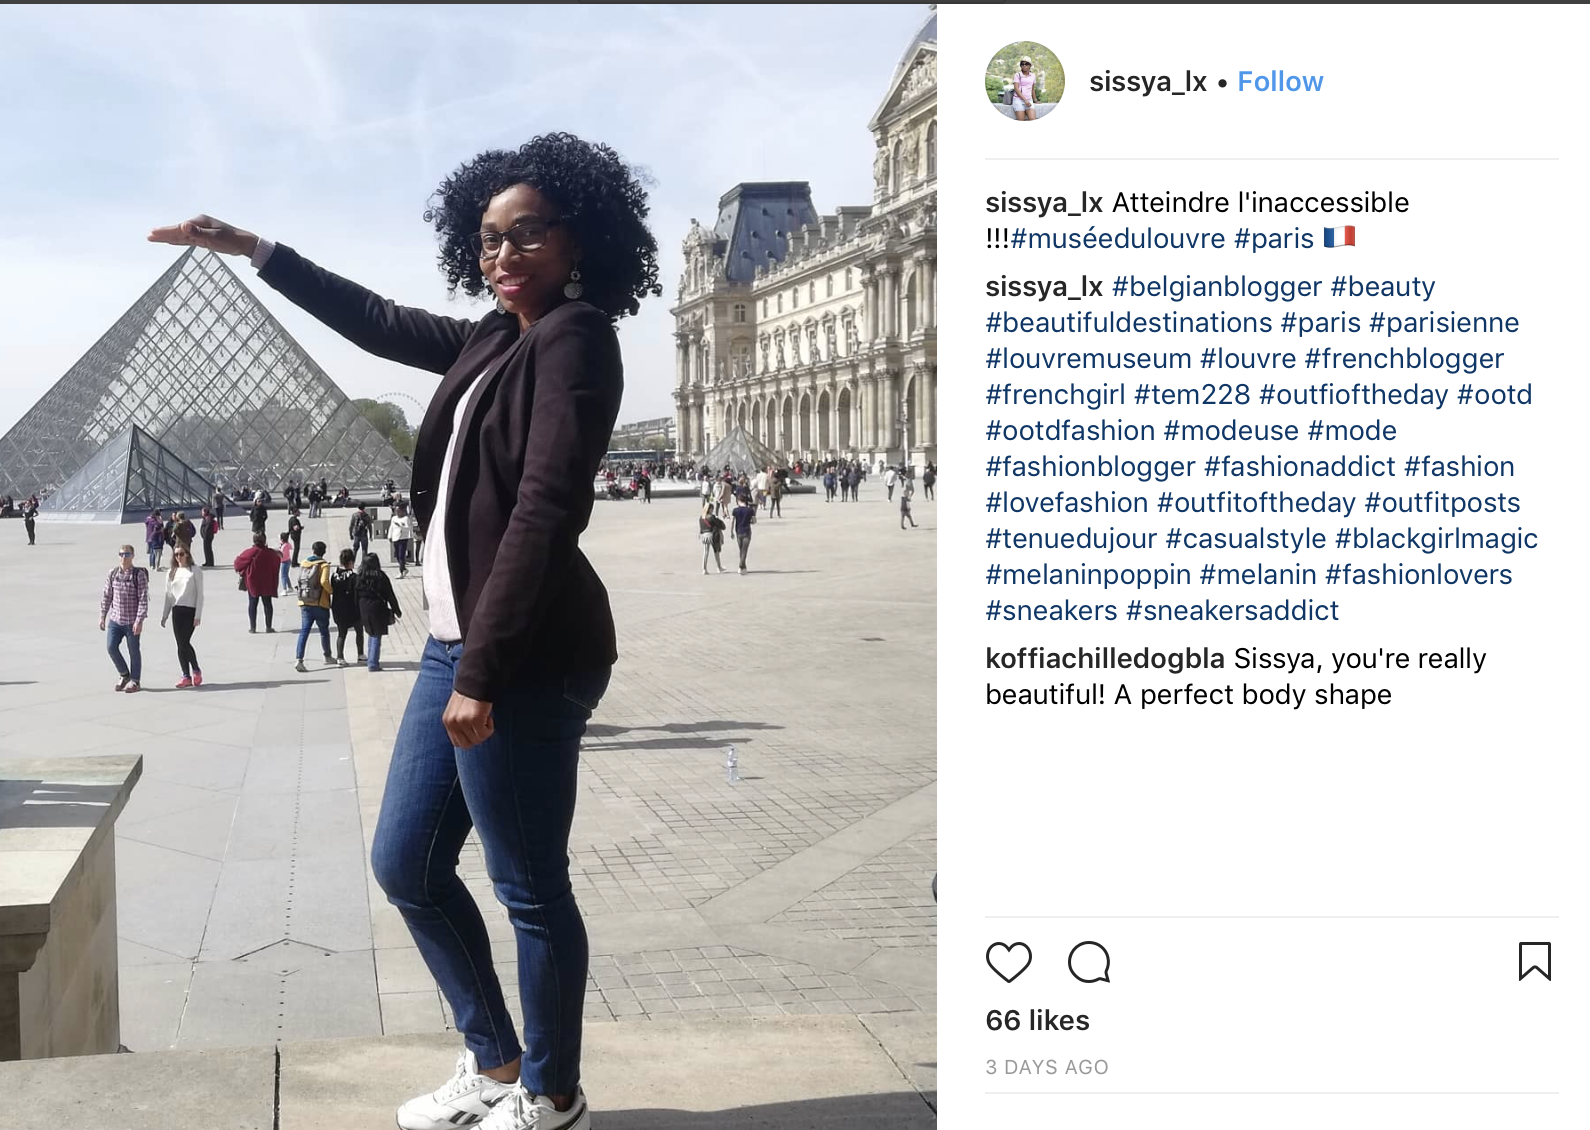 sissya_lx • Follow
sissya_lx Atteindre l'inaccessible
!!!#muséedulouvre #paris 🇫🇷
sissya_lx #belgianblogger #beauty
#beautifuldestinations #paris #parisienne
#louvremuseum #louvre #frenchblogger
#frenchgirl #tem228 #outfioftheday #ootd
#ootdfashion #modeuse #mode
#fashionblogger #fashionaddict #fashion
#lovefashion #outfitoftheday #outfitposts
#tenuedujour #casualstyle #blackgirlmagic
#melaninpoppin #melanin #fashionlovers
#sneakers #sneakersaddict
koffiachilledogbla Sissya, you're really
beautiful! A perfect body shape
66 likes
3 DAYS AGO